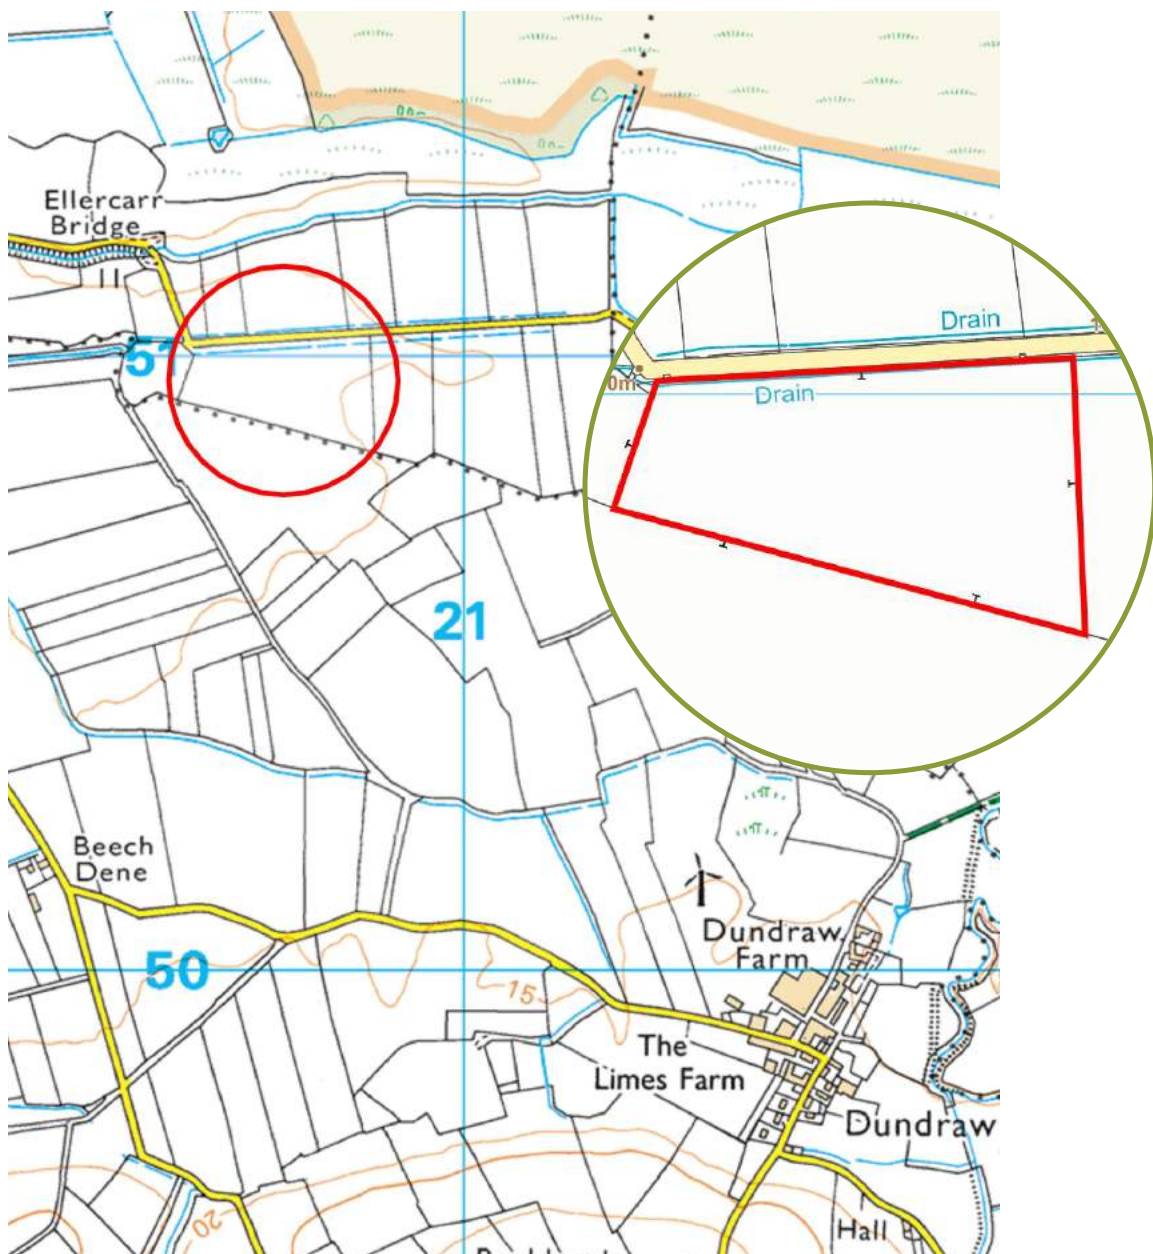 Ellercarr
Bridge
Drain
51
0m
Drain
21
Beech
Dene
Dundraw
Farm
50
15
The
Limes Farm
Dundraw
20
Hall